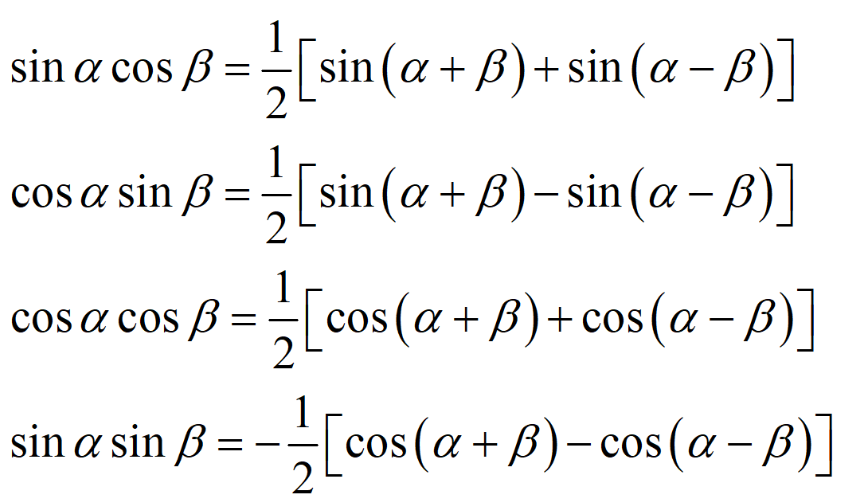 sin α cos β = 1/2 [sin(α + β) + sin(α − β)]
cos α sin β = 1/2 [sin(α + β) − sin(α − β)]
cos α cos β = 1/2 [cos(α + β) + cos(α − β)]
sin α sin β = −1/2 [cos(α + β) − cos(α − β)]